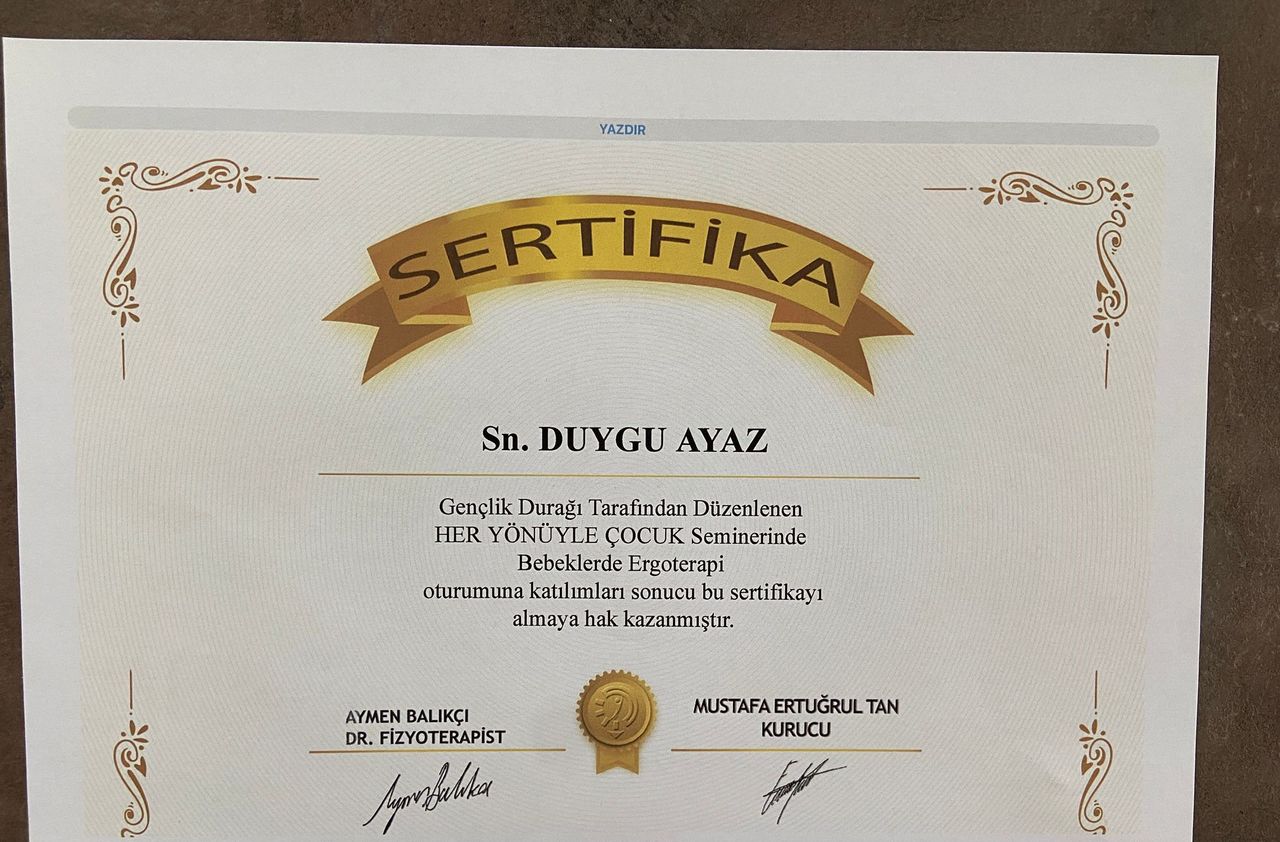 YAZDIR
SERTİFİKA
Sn. DUYGU AYAZ
Gençlik Durağı Tarafından Düzenlenen
HER YÖNÜYLE ÇOCUK Seminerinde
Bebeklerde Ergoterapi
oturumuna katılımları sonucu bu sertifikayı
almaya hak kazanmıştır.
AYMEN BALIKÇI
DR. FİZYOTERAPİST
MUSTAFA ERTUĞRUL TAN
KURUCU